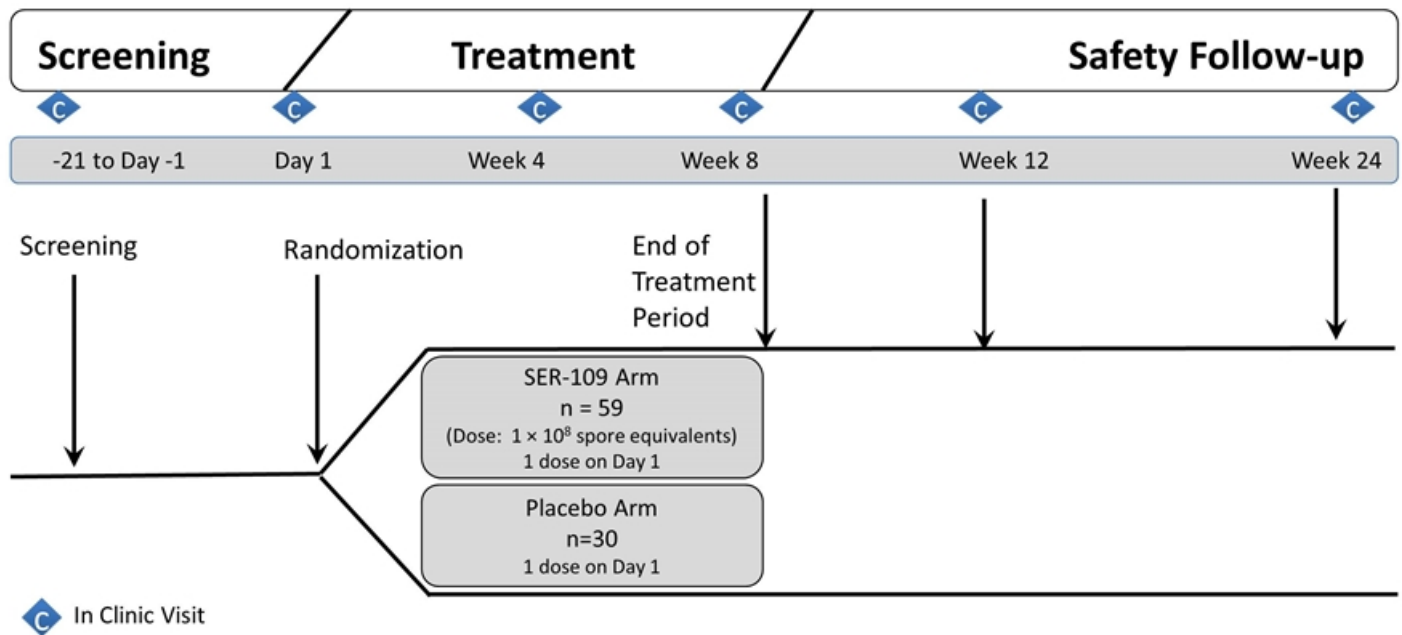 Screening Treatment Safety Follow-up
C C C C C C
-21 to Day -1 Day 1 Week 4 Week 8 Week 12 Week 24
Screening
Randomization
End of
Treatment
Period
SER-109 Arm
n = 59
(Dose: 1 × 10⁸ spore equivalents)
1 dose on Day 1
Placebo Arm
n=30
1 dose on Day 1
C In Clinic Visit